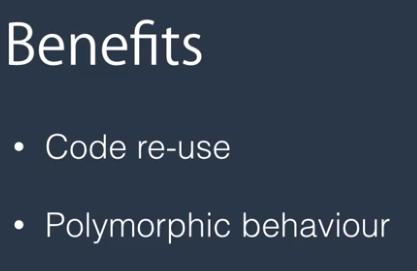 Benefits
• Code re-use
• Polymorphic behaviour